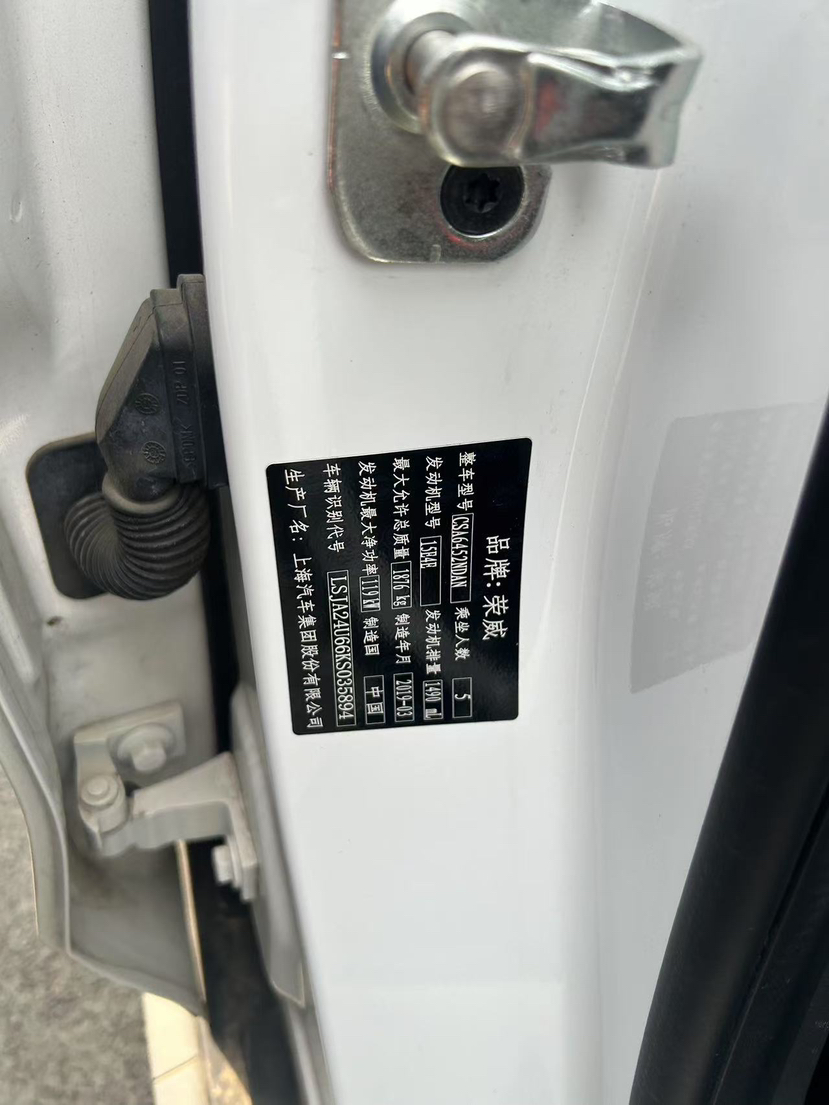 品牌：荣威
整车型号 CSA6452NDAN 乘坐人数 5
发动机型号 15E4E 发动机排量 1490 ml
最大允许总质量 1876 kg 制造年月 2019-03
发动机最大净功率 119 kW 制造国 中国
车辆识别代号 LSJA24U66KS035894
生产厂名：上海汽车集团股份有限公司